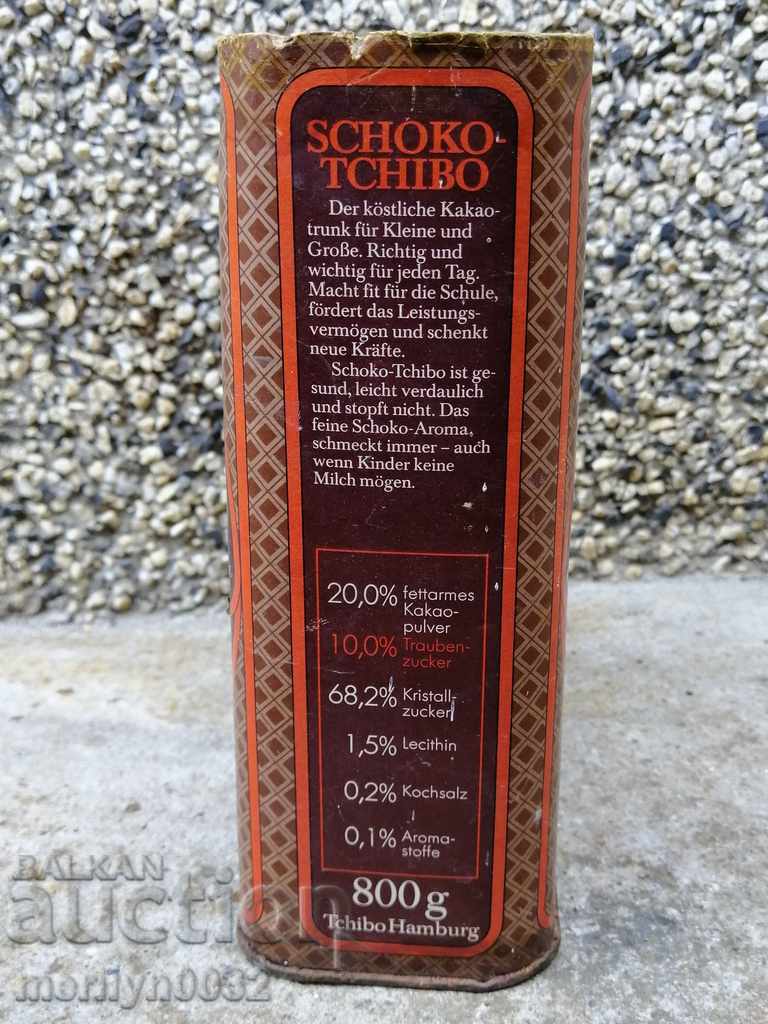 SCHOKO-
TCHIBO
Der köstliche Kakao-
trunk für Kleine und
Große. Richtig und
wichtig für jeden Tag.
Macht fit für die Schule,
fördert das Leistungs-
vermögen und schenkt
neue Kräfte.
Schoko-Tchibo ist ge-
sund, leicht verdaulich
und stopft nicht. Das
feine Schoko-Aroma,
schmeckt immer – auch
wenn Kinder keine
Milch mögen.
20,0% fettarmes
Kakao-
pulver
10,0% Trauben-
zucker
68,2% Kristall-
zucker
1,5% Lecithin
0,2% Kochsalz
0,1% Aroma-
stoffe
800 g
Tchibo Hamburg
BALKAN
auction
morilyn0032